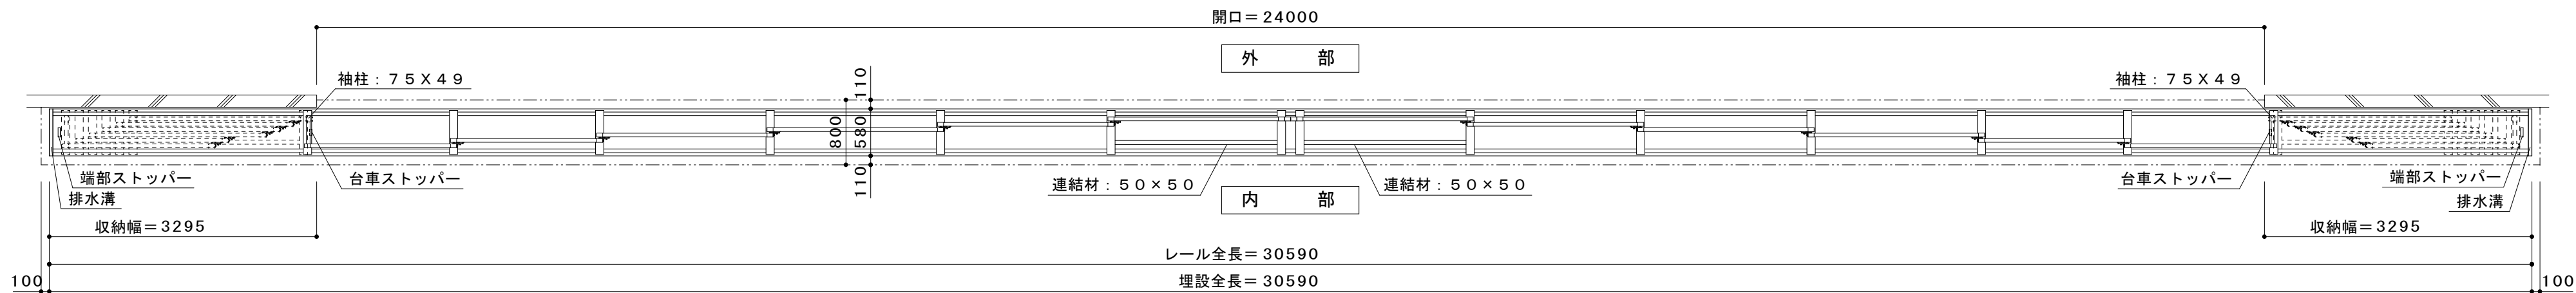 開口＝24000
外　部
袖柱：７５Ｘ４９
袖柱：７５Ｘ４９
110
800
580
110
端部ストッパー
台車ストッパー
連結材：５０×５０
連結材：５０×５０
台車ストッパー
端部ストッパー
排水溝
内　部
排水溝
収納幅＝3295
収納幅＝3295
レール全長＝30590
100
埋設全長＝30590
100